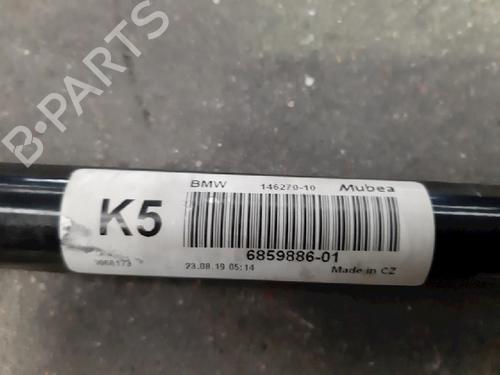 B-PARTS
BMW 146270-10 Mubea
K5
6859886-01
23.08.19 05:14 Made in CZ